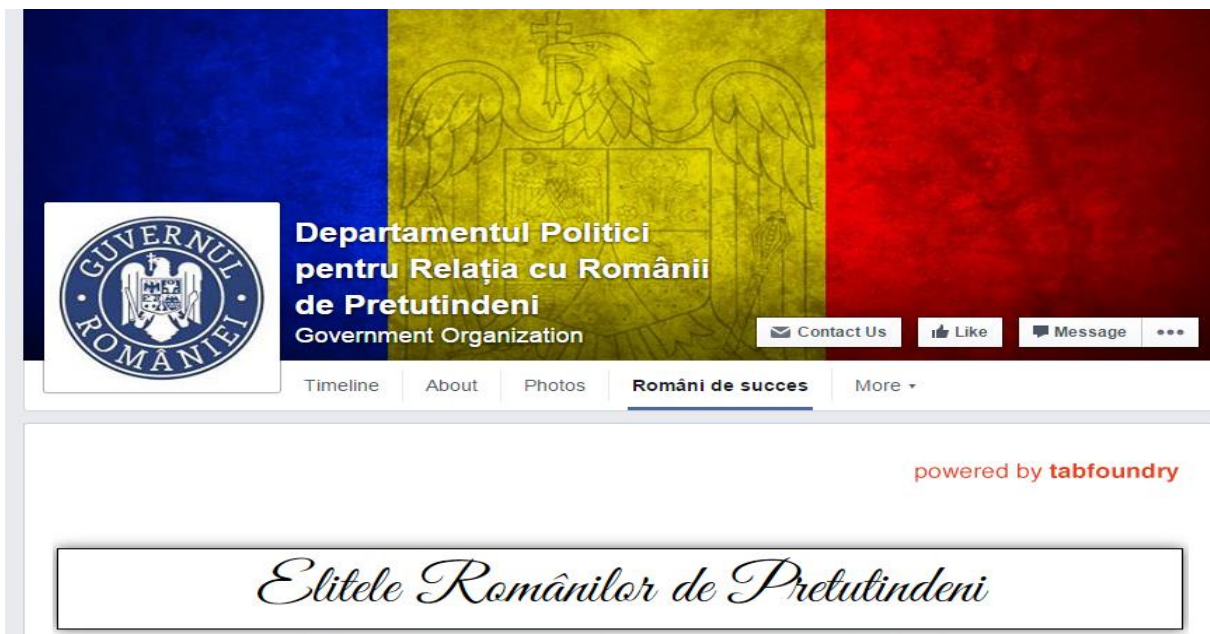 GUVERNUL ROMÂNIEI
Departamentul Politici
pentru Relația cu Românii
de Pretutindeni
Government Organization
Contact Us
Like
Message
Timeline
About
Photos
Români de succes
More
powered by tabfoundry
Elitele Românilor de Pretutindeni